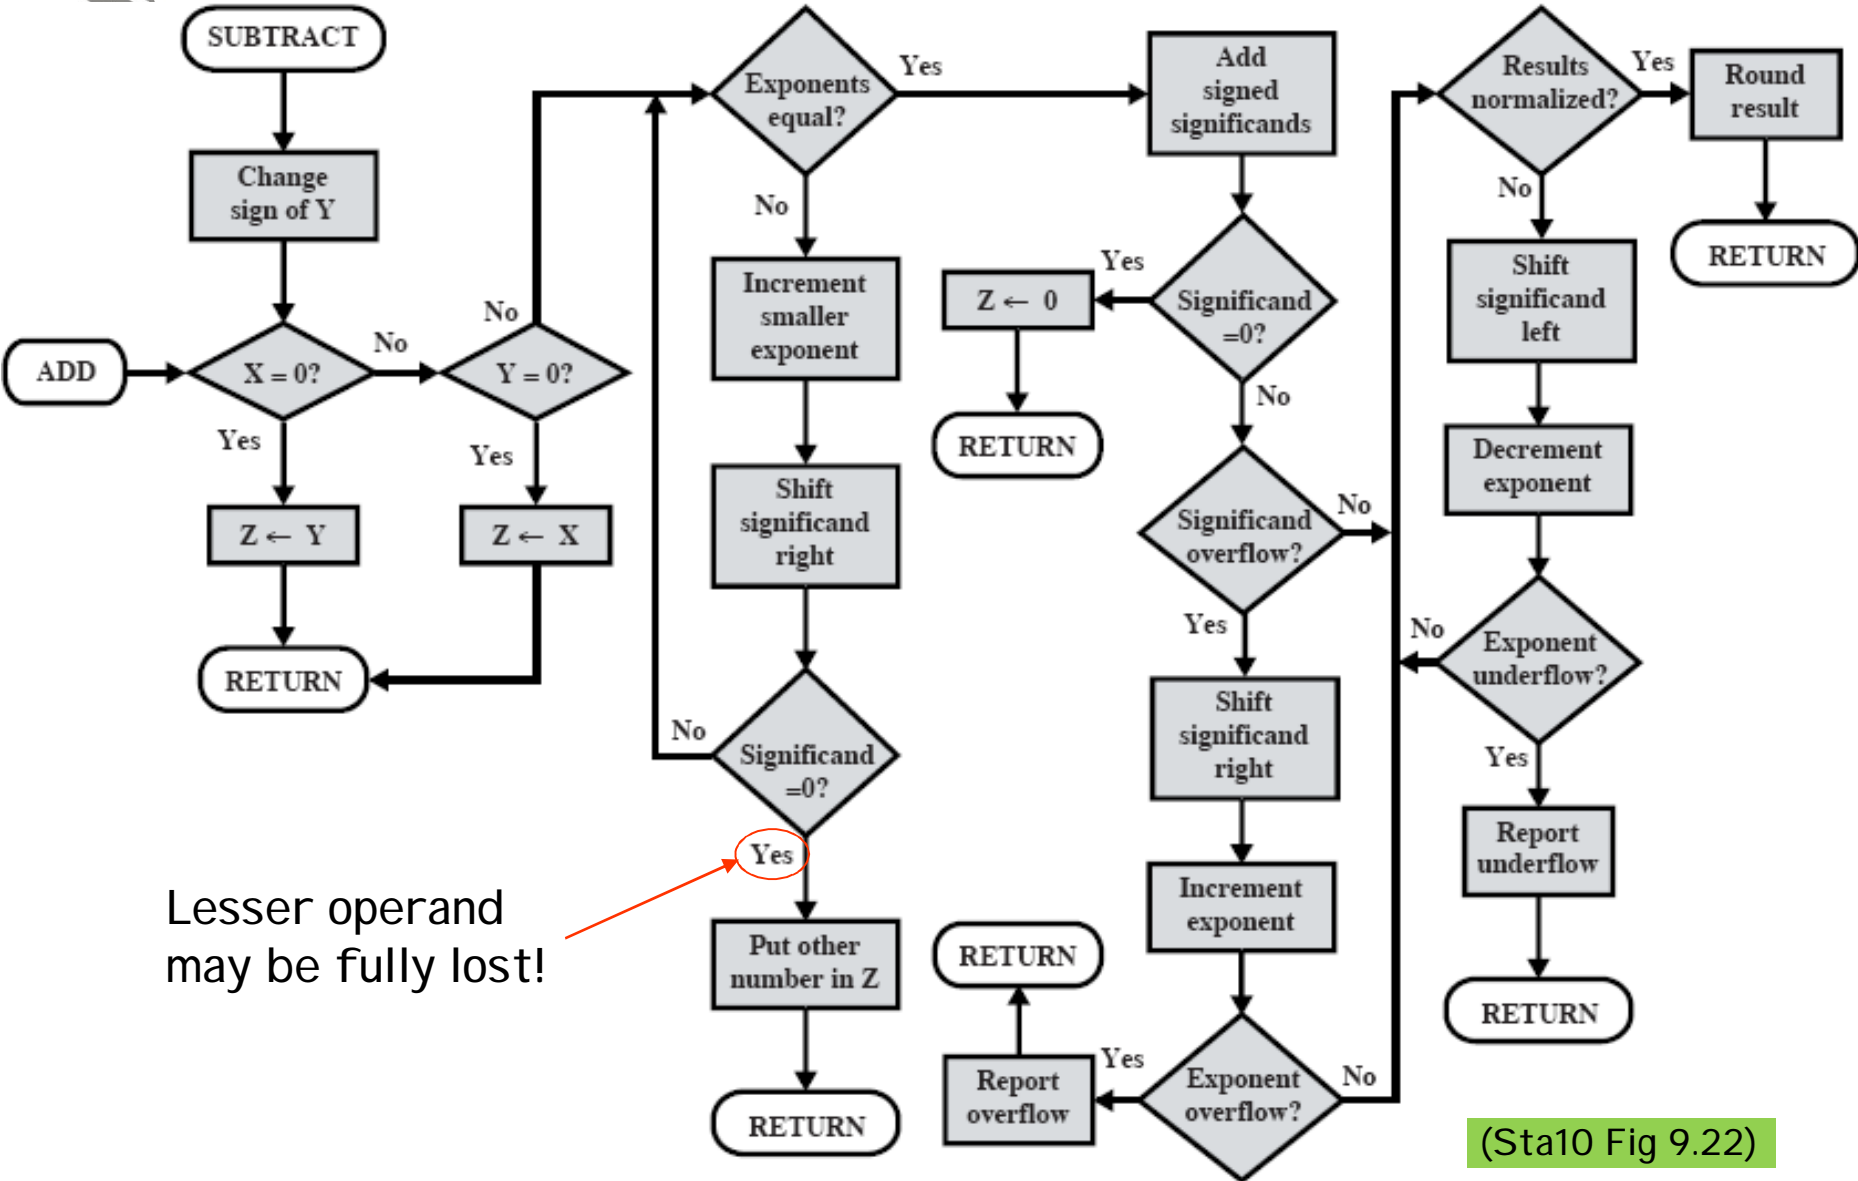 SUBTRACT
Change
sign of Y
ADD
X = 0?
No
Yes
Z ← Y
RETURN
Y = 0?
No
Yes
Z ← X
Exponents
equal?
Yes
No
Increment
smaller
exponent
Shift
significand
right
Significand
=0?
No
Yes
Put other
number in Z
RETURN
Lesser operand
may be fully lost!
Add
signed
significands
Significand
=0?
Yes
Z ← 0
RETURN
No
Significand
overflow?
No
Yes
Shift
significand
right
Increment
exponent
Exponent
overflow?
Yes
Report
overflow
RETURN
No
Results
normalized?
Yes
Round
result
RETURN
No
Shift
significand
left
Decrement
exponent
Exponent
underflow?
No
Yes
Report
underflow
RETURN
(Sta10 Fig 9.22)